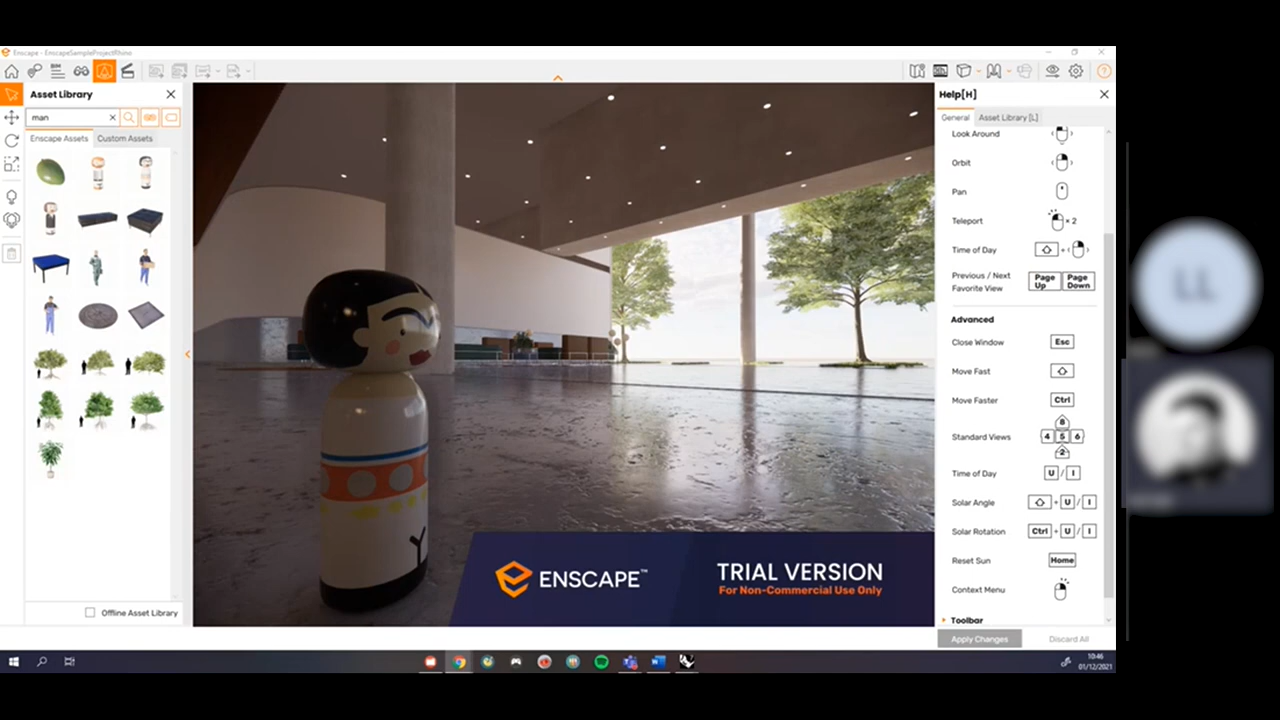 Enscape - EnscapeSampleProjectRhino
Asset Library
man
Enscape Assets
Custom Assets
Offline Asset Library
ENSCAPE™
TRIAL VERSION
For Non-Commercial Use Only
Help[H]
General
Asset Library [L]
Look Around
Orbit
Pan
Teleport × 2
Time of Day +
Previous / Next
Favorite View
Page Up
Page Down
Advanced
Close Window Esc
Move Fast
Move Faster Ctrl
8
Standard Views 4 5 6
2
Time of Day U / I
Solar Angle + U / I
Solar Rotation Ctrl + U / I
Reset Sun Home
Context Menu
Toolbar
Apply Changes
Discard All
10:46
01/12/2021
LL